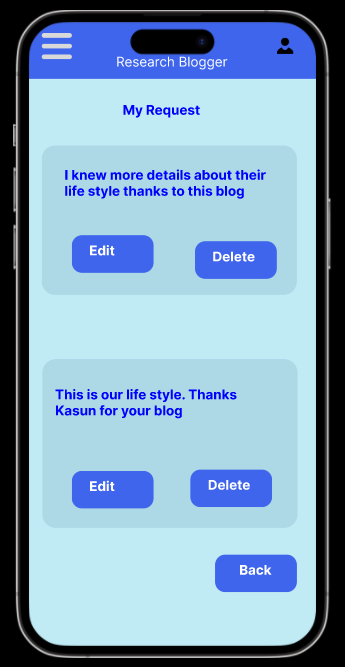 Research Blogger
My Request
I knew more details about their
life style thanks to this blog
Edit
Delete
This is our life style. Thanks
Kasun for your blog
Edit
Delete
Back